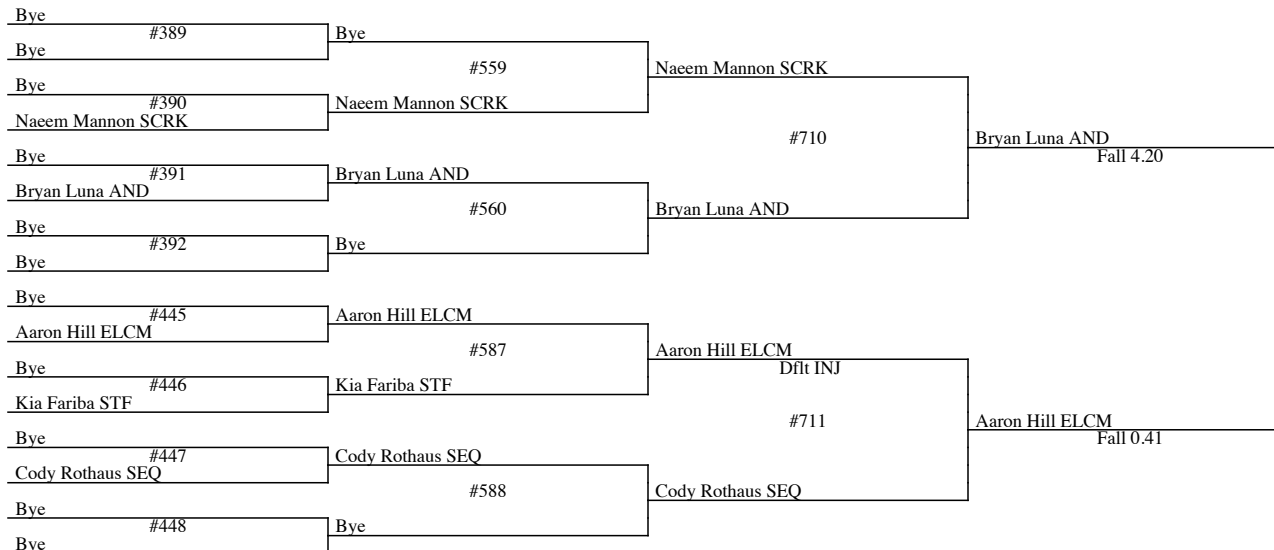 Bye
#389
Bye
Bye
#559
Bye
#390
Naeem Mannon SCRK
Naeem Mannon SCRK
Naeem Mannon SCRK
#710
Bye
#391
Bryan Luna AND
Bryan Luna AND
#560
Bye
#392
Bye
Bye
Bryan Luna AND
Bryan Luna AND
Fall 4.20
Bye
#445
Aaron Hill ELCM
Aaron Hill ELCM
#587
Bye
#446
Kia Fariba STF
Kia Fariba STF
Aaron Hill ELCM
Dflt INJ
#711
Bye
#447
Cody Rothaus SEQ
Cody Rothaus SEQ
#588
Bye
#448
Bye
Bye
Cody Rothaus SEQ
Aaron Hill ELCM
Fall 0.41